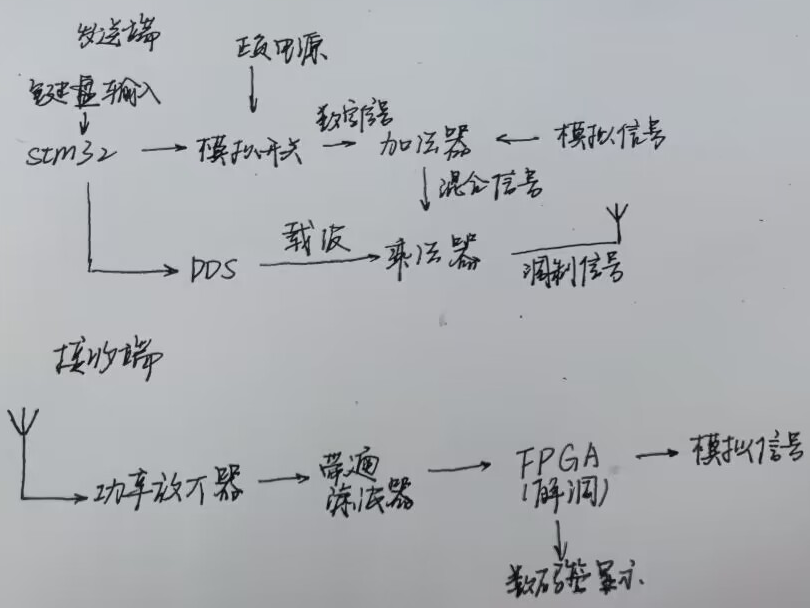 发送端
正负电源
键盘输入
stm32
模拟开关
数字信号
加法器
模拟信号
混合信号
DDS
载波
乘法器
调制信号
接收端
功率放大器
带通
滤波器
FPGA
(解调)
模拟信号
数码管显示